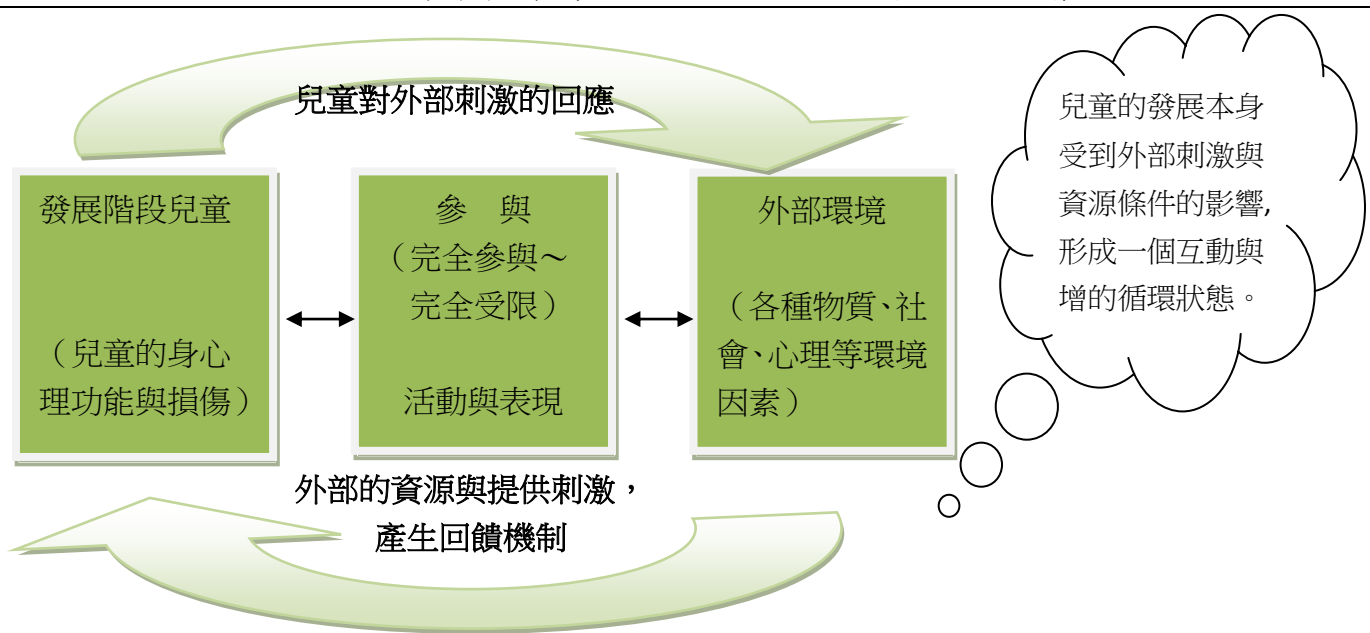 兒童對外部刺激的回應
發展階段兒童
（兒童的身心
理功能與損傷）
參　與
（完全參與～
完全受限）
活動與表現
外部環境
（各種物質、社
會、心理等環境
因素）
兒童的發展本身
受到外部刺激與
資源條件的影響,
形成一個互動與
增的循環狀態。
外部的資源與提供刺激，
產生回饋機制